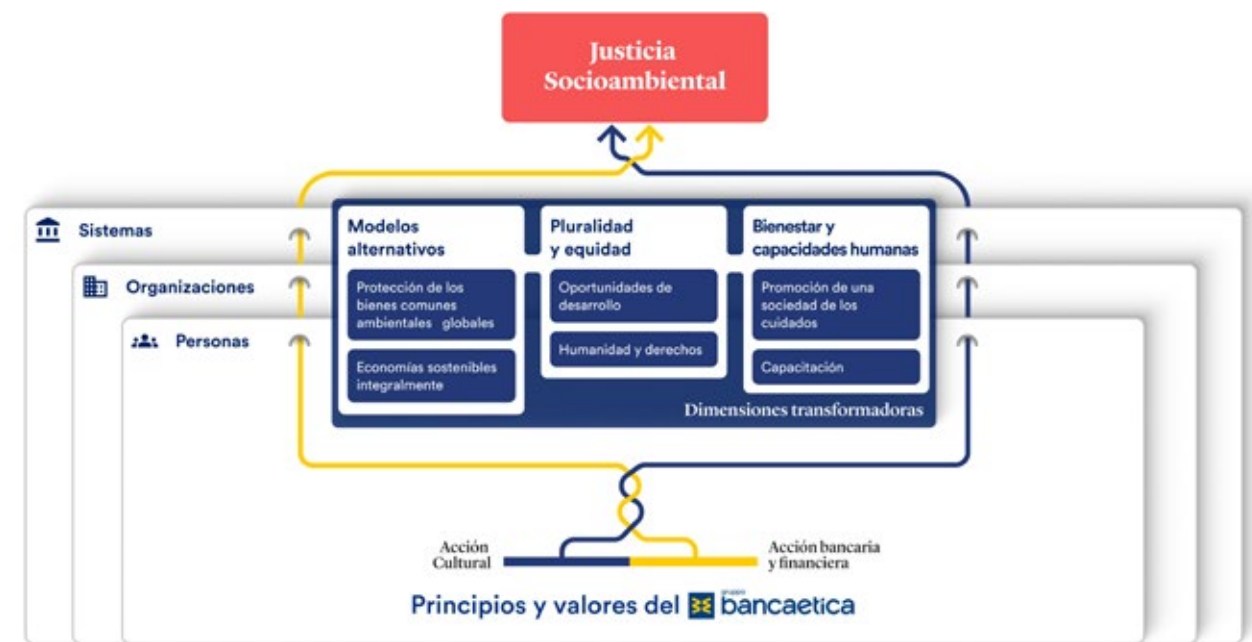 Justicia
Socioambiental
Sistemas
Organizaciones
Personas
Modelos
alternativos
Protección de los
bienes comunes
ambientales globales
Economías sostenibles
integralmente
Pluralidad
y equidad
Oportunidades de
desarrollo
Humanidad y derechos
Bienestar y
capacidades humanas
Promoción de una
sociedad de los
cuidados
Capacitación
Dimensiones transformadoras
Acción
Cultural
Acción bancaria
y financiera
gruppo
Principios y valores del bancaetica